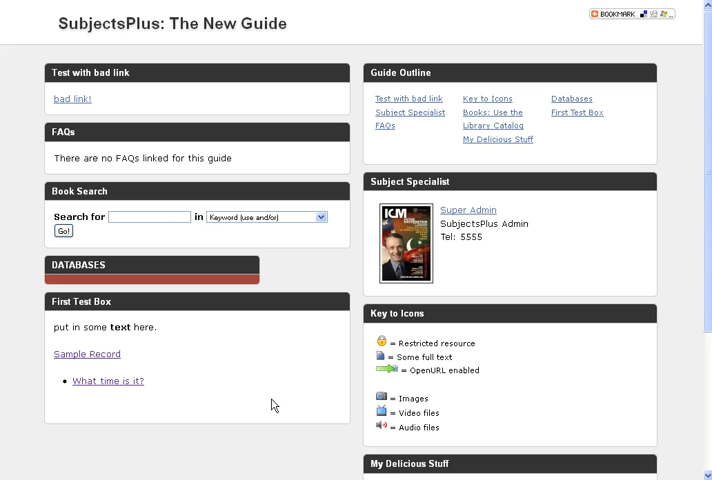 SubjectsPlus: The New Guide
BOOKMARK
Test with bad link
bad link!
FAQs
There are no FAQs linked for this guide
Book Search
Search for in Keyword (use and/or)
Go!
DATABASES
First Test Box
put in some text here.
Sample Record
What time is it?
Guide Outline
Test with bad link
Subject Specialist
FAQs
Key to Icons
Books: Use the
Library Catalog
My Delicious Stuff
Databases
First Test Box
Subject Specialist
ICM
Super Admin
SubjectsPlus Admin
Tel: 5555
Key to Icons
= Restricted resource
= Some full text
= OpenURL enabled
= Images
= Video files
= Audio files
My Delicious Stuff